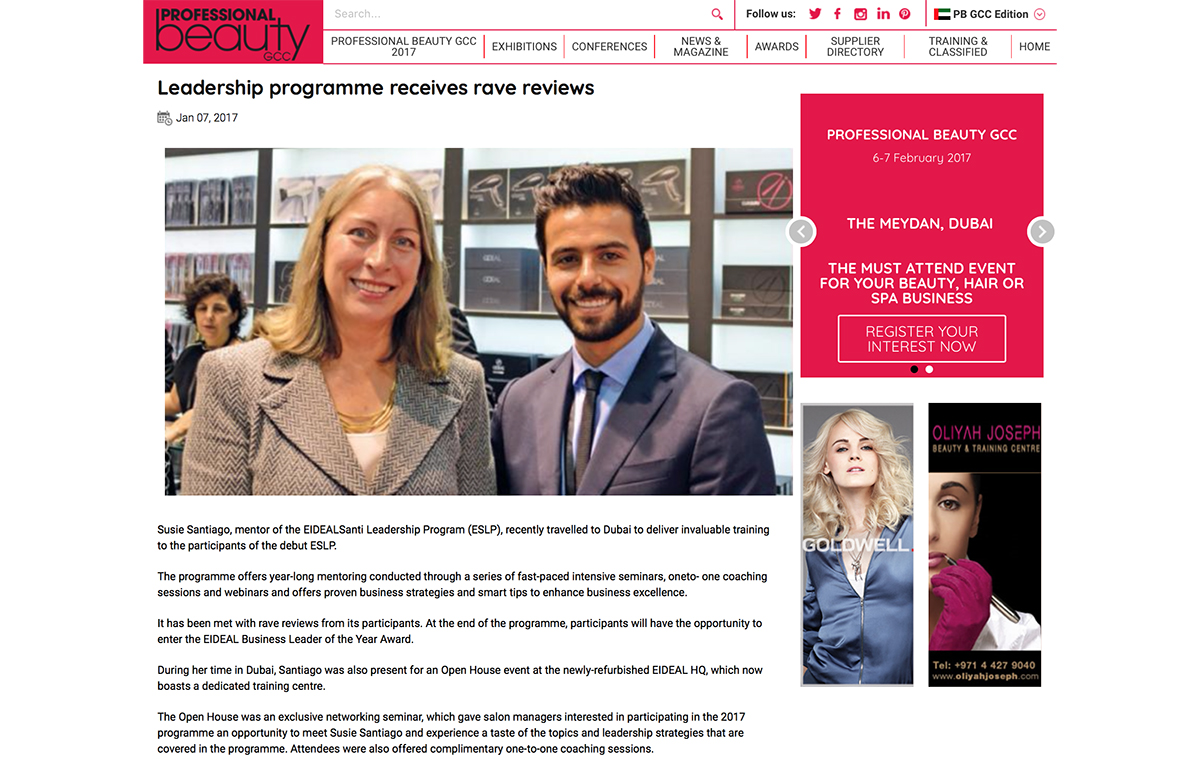 PROFESSIONAL
beauty
GCC
Search...
Follow us:
PB GCC Edition
PROFESSIONAL BEAUTY GCC
2017
EXHIBITIONS
CONFERENCES
NEWS &
MAGAZINE
AWARDS
SUPPLIER
DIRECTORY
TRAINING &
CLASSIFIED
HOME
Leadership programme receives rave reviews
Jan 07, 2017
Susie Santiago, mentor of the EIDEALSanti Leadership Program (ESLP), recently travelled to Dubai to deliver invaluable training
to the participants of the debut ESLP.
The programme offers year-long mentoring conducted through a series of fast-paced intensive seminars, oneto- one coaching
sessions and webinars and offers proven business strategies and smart tips to enhance business excellence.
It has been met with rave reviews from its participants. At the end of the programme, participants will have the opportunity to
enter the EIDEAL Business Leader of the Year Award.
During her time in Dubai, Santiago was also present for an Open House event at the newly-refurbished EIDEAL HQ, which now
boasts a dedicated training centre.
The Open House was an exclusive networking seminar, which gave salon managers interested in participating in the 2017
programme an opportunity to meet Susie Santiago and experience a taste of the topics and leadership strategies that are
covered in the programme. Attendees were also offered complimentary one-to-one coaching sessions.
PROFESSIONAL BEAUTY GCC
6-7 February 2017
THE MEYDAN, DUBAI
THE MUST ATTEND EVENT
FOR YOUR BEAUTY, HAIR OR
SPA BUSINESS
REGISTER YOUR
INTEREST NOW
GOLDWELL.
OLIYAH JOSEPH
BEAUTY & TRAINING CENTRE
Tel: +971 4 427 9040
www.oliyahjoseph.com